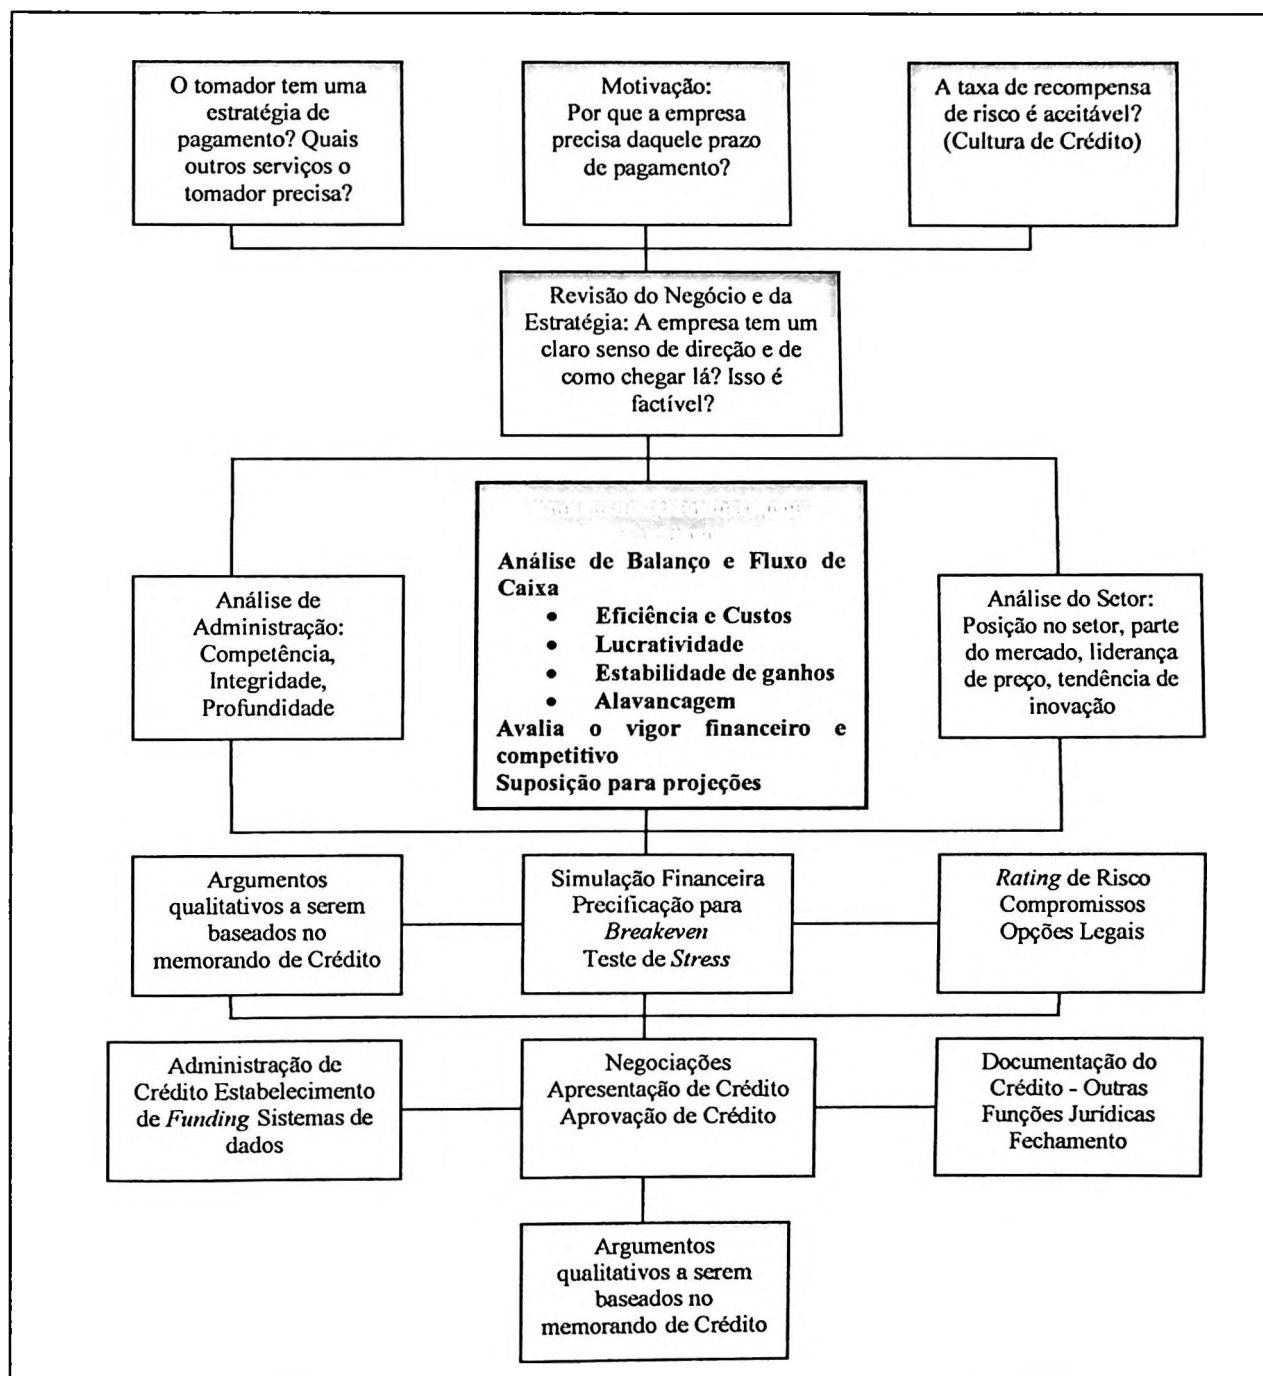 O tomador tem uma
estratégia de
pagamento? Quais
outros serviços o
tomador precisa?
Motivação:
Por que a empresa
precisa daquele prazo
de pagamento?
A taxa de recompensa
de risco é aceitável?
(Cultura de Crédito)
Revisão do Negócio e da
Estratégia: A empresa tem um
claro senso de direção e de
como chegar lá? Isso é
factível?
Análise de
Administração:
Competência,
Integridade,
Profundidade
Análise de Balanço e Fluxo de
Caixa
• Eficiência e Custos
• Lucratividade
• Estabilidade de ganhos
• Alavancagem
Avalia o vigor financeiro e
competitivo
Suposição para projeções
Análise do Setor:
Posição no setor, parte
do mercado, liderança
de preço, tendência de
inovação
Argumentos
qualitativos a serem
baseados no
memorando de Crédito
Simulação Financeira
Precificação para
Breakeven
Teste de Stress
Rating de Risco
Compromissos
Opções Legais
Administração de
Crédito Estabelecimento
de Funding Sistemas de
dados
Negociações
Apresentação de Crédito
Aprovação de Crédito
Documentação do
Crédito - Outras
Funções Jurídicas
Fechamento
Argumentos
qualitativos a serem
baseados no
memorando de Crédito